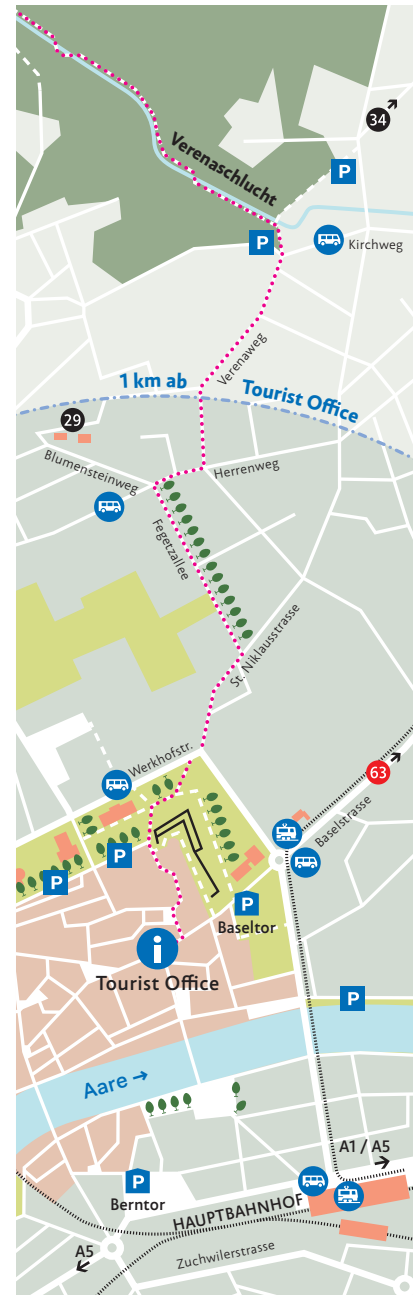 34
Verenaschlucht
P
P
Kirchweg
Verenaweg
1 km ab
Tourist Office
29
Blumensteinweg
Herrenweg
Fegetzallee
St. Niklausstrasse
Werkhofstr.
63
Baselstrasse
P
P
P
Baseltor
i
Tourist Office
P
Aare →
A1 / A5
P
Berntor
HAUPTBAHNHOF
A5
Zuchwilerstrasse